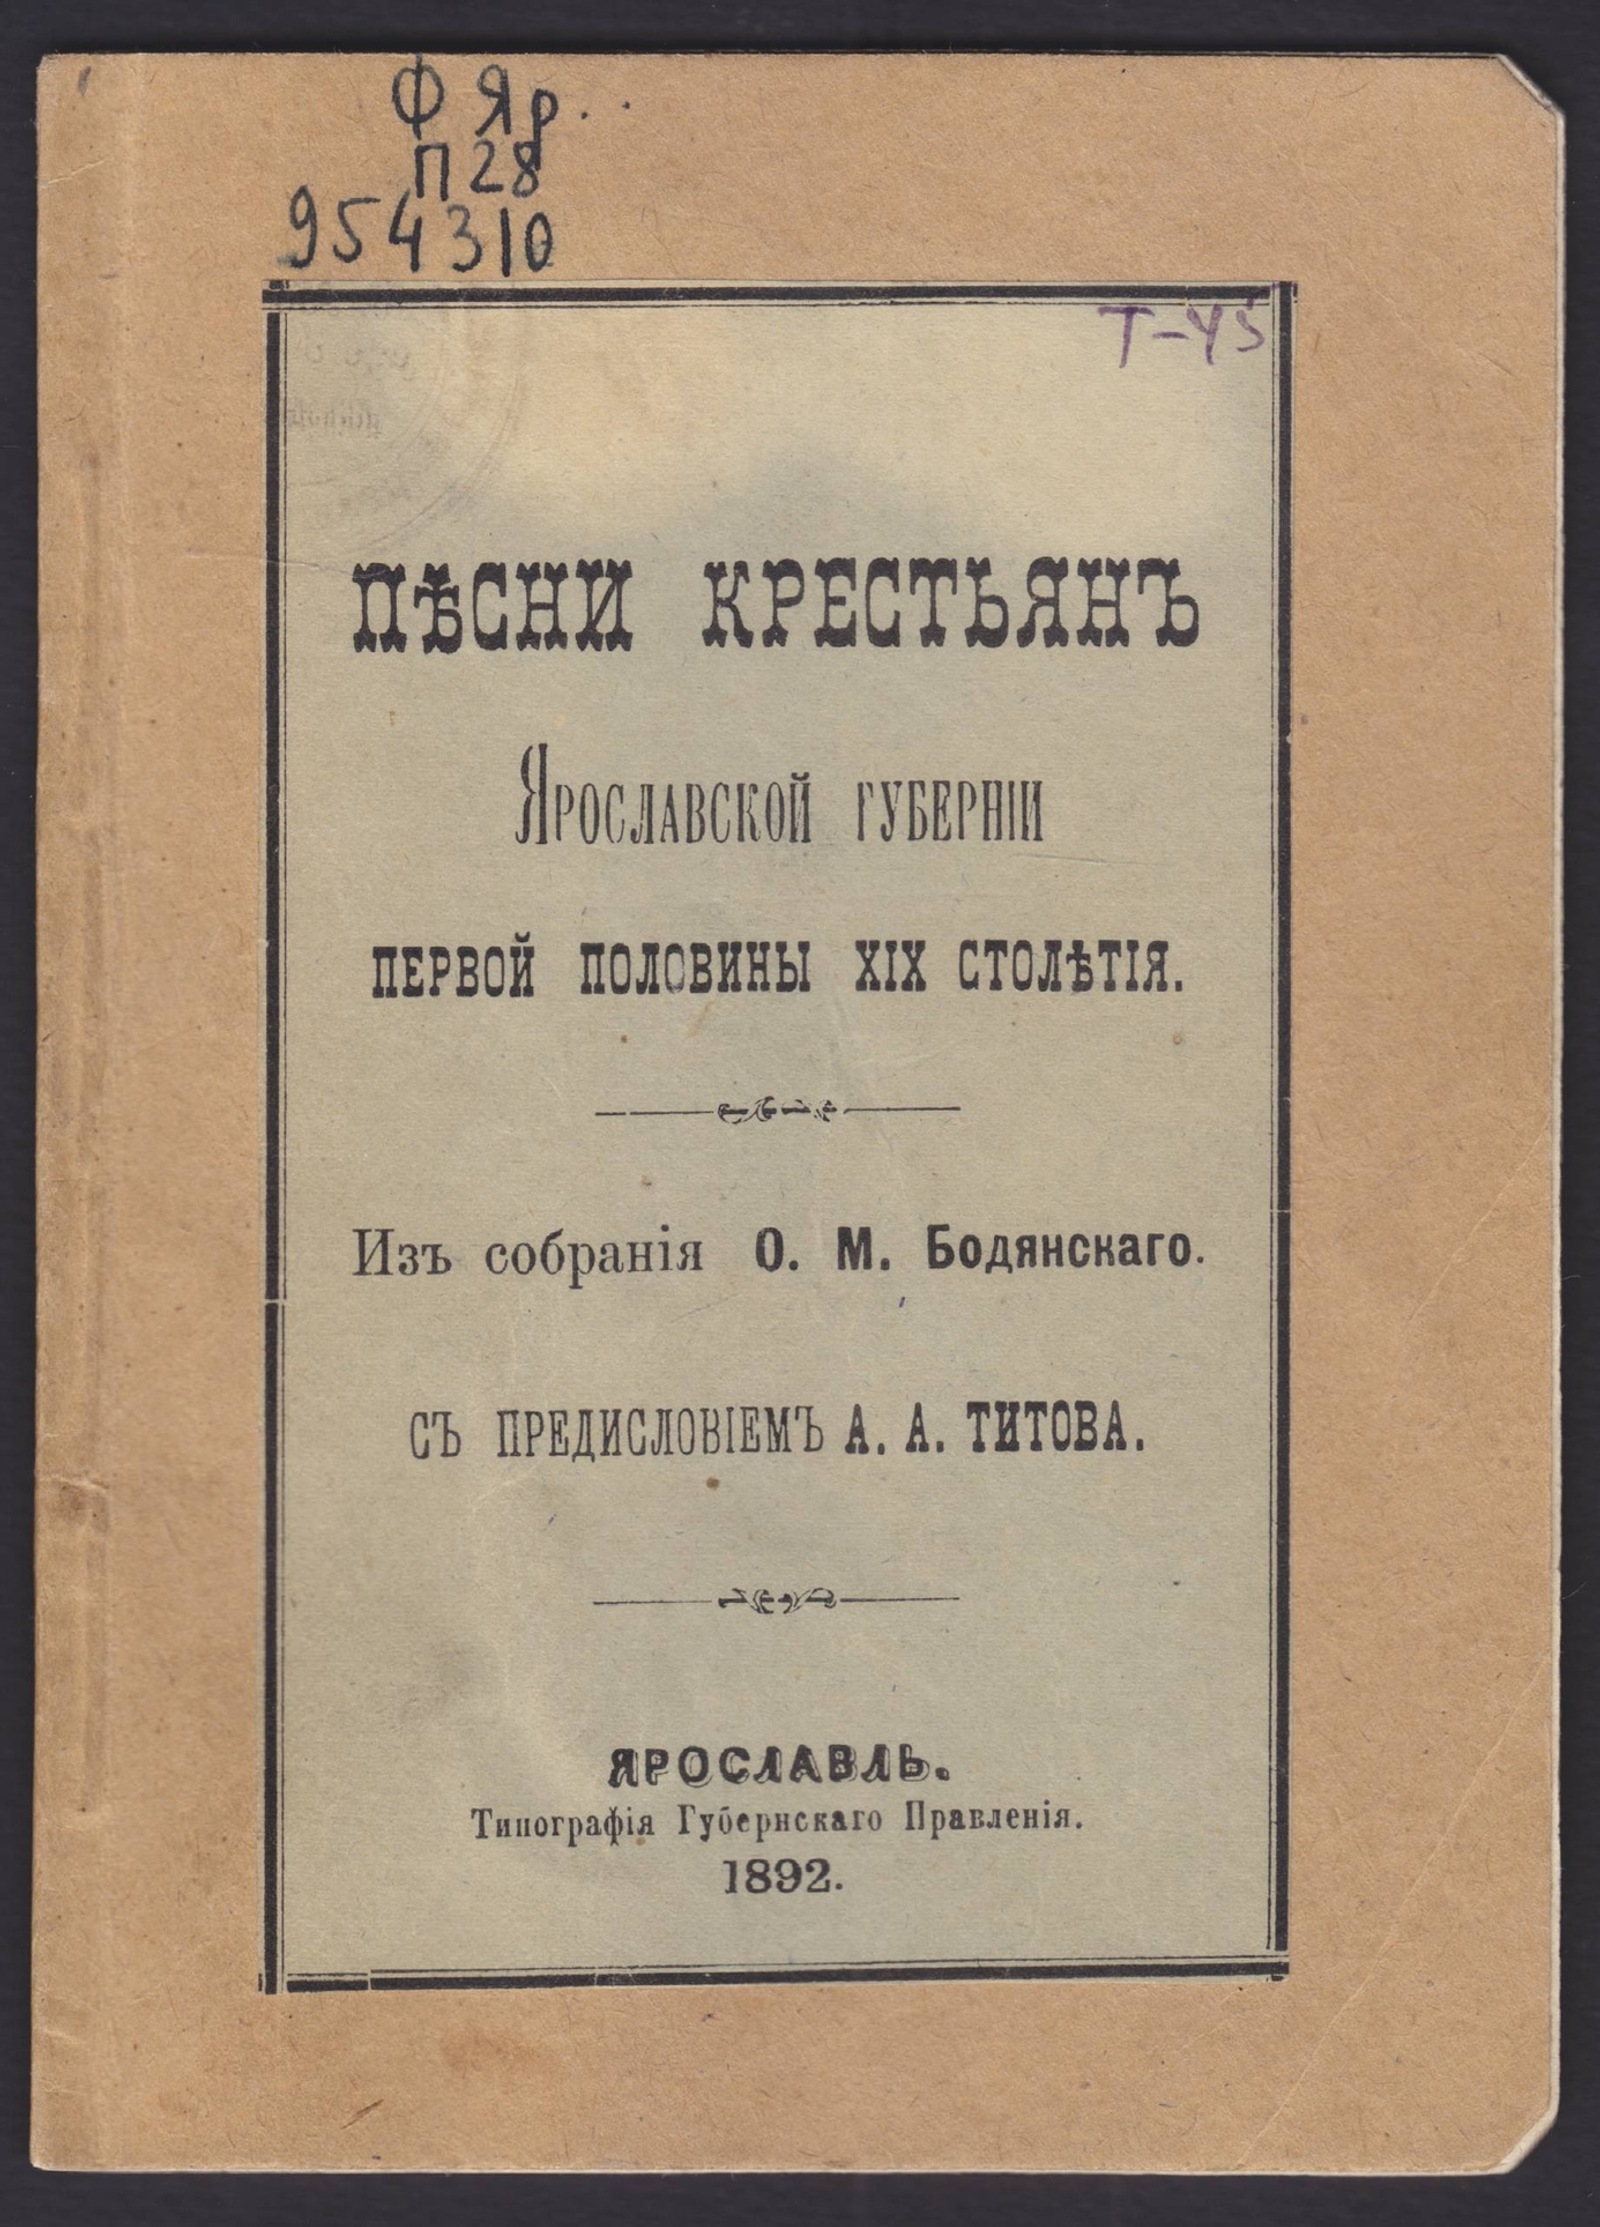 Ф Яр.
П 28
954310
Т-45
ПѢСНИ КРЕСТЬЯНЪ
ЯРОСЛАВСКОЙ ГУБЕРНІИ
ПЕРВОЙ ПОЛОВИНЫ XIX СТОЛѢТІЯ.
Изъ собранія О. М. Бодянскаго.
СЪ ПРЕДИСЛОВІЕМЪ А. А. ТИТОВА.
ЯРОСЛАВЛЬ.
Типографія Губернскаго Правленія.
1892.